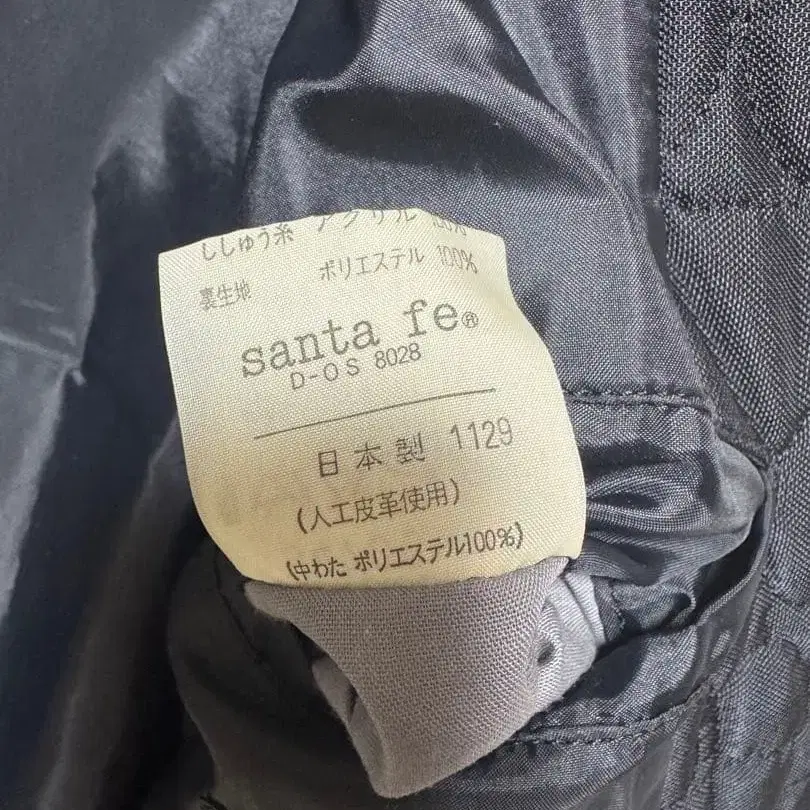 ししゅう糸 アクリル 100%
裏生地 ポリエステル 100%
santa fe®
D-OS 8028
日本製 1129
(人工皮革使用)
(中わた ポリエステル100%)